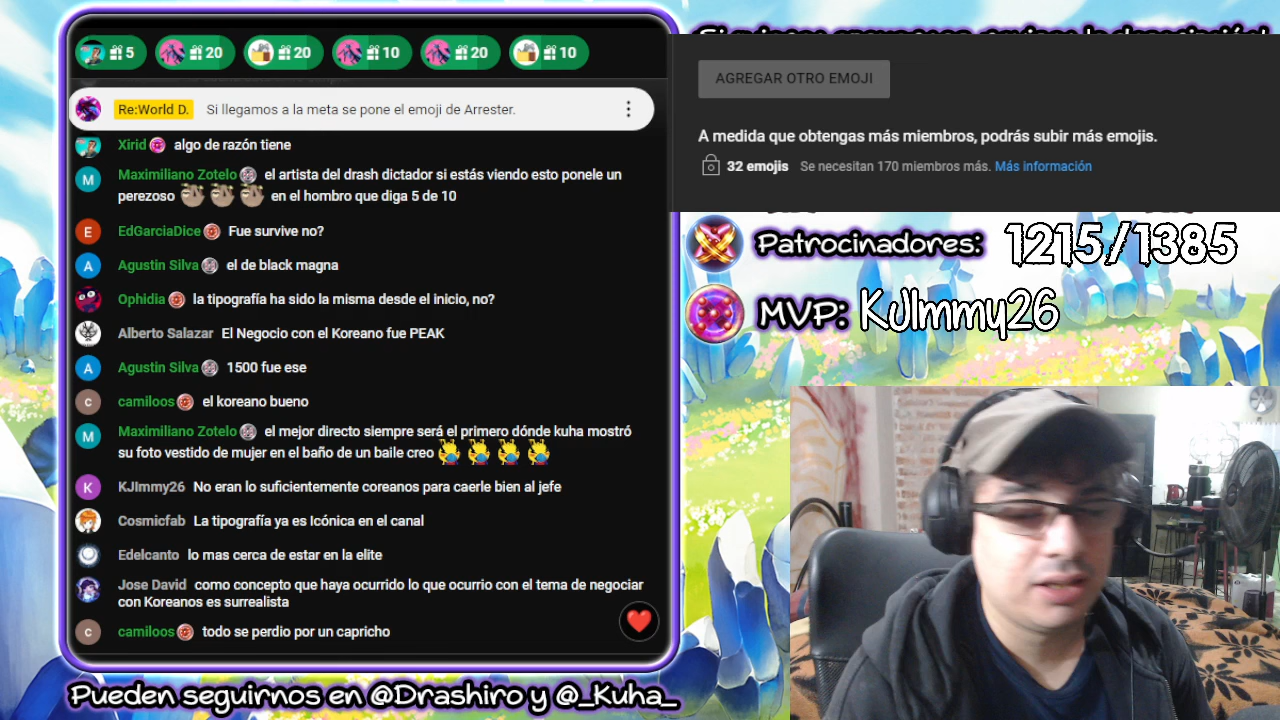 5
20
20
10
20
10
Re:World D. Si llegamos a la meta se pone el emoji de Arrester.
Xirid algo de razón tiene
Maximiliano Zotelo el artista del drash dictador si estás viendo esto ponele un
perezoso en el hombro que diga 5 de 10
E EdGarciaDice Fue survive no?
A Agustin Silva el de black magna
Ophidia la tipografía ha sido la misma desde el inicio, no?
Alberto Salazar El Negocio con el Koreano fue PEAK
A Agustin Silva 1500 fue ese
c camiloos el koreano bueno
M Maximiliano Zotelo el mejor directo siempre será el primero dónde kuha mostró
su foto vestido de mujer en el baño de un baile creo
K KJImmy26 No eran lo suficientemente coreanos para caerle bien al jefe
Cosmicfab La tipografía ya es Icónica en el canal
Edelcanto lo mas cerca de estar en la elite
Jose David como concepto que haya ocurrido lo que ocurrio con el tema de negociar
con Koreanos es surrealista
c camiloos todo se perdio por un capricho
Pueden seguirnos en @Drashiro y @_Kuha_
AGREGAR OTRO EMOJI
A medida que obtengas más miembros, podrás subir más emojis.
32 emojis Se necesitan 170 miembros más. Más información
Patrocinadores: 1215/1385
MVP: KJImmy26